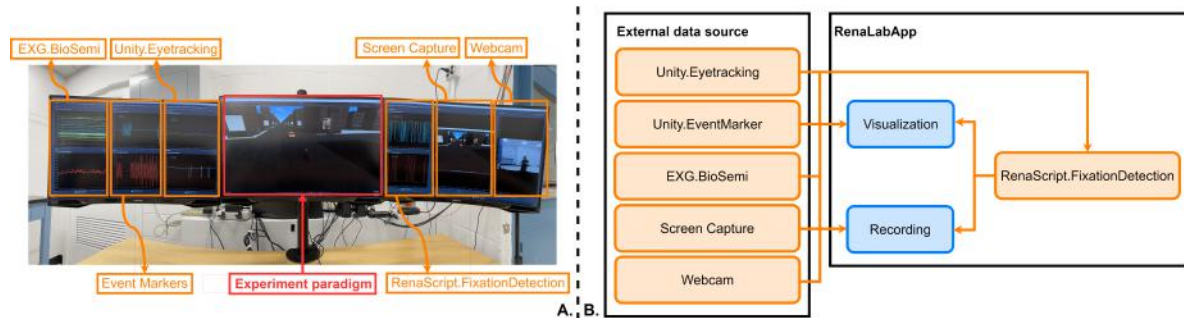 EXG.BioSemi
Unity.Eyetracking
Screen Capture
Webcam
Event Markers
Experiment paradigm
RenaScript.FixationDetection
A.
B.
External data source
Unity.Eyetracking
Unity.EventMarker
EXG.BioSemi
Screen Capture
Webcam
RenaLabApp
Visualization
Recording
RenaScript.FixationDetection